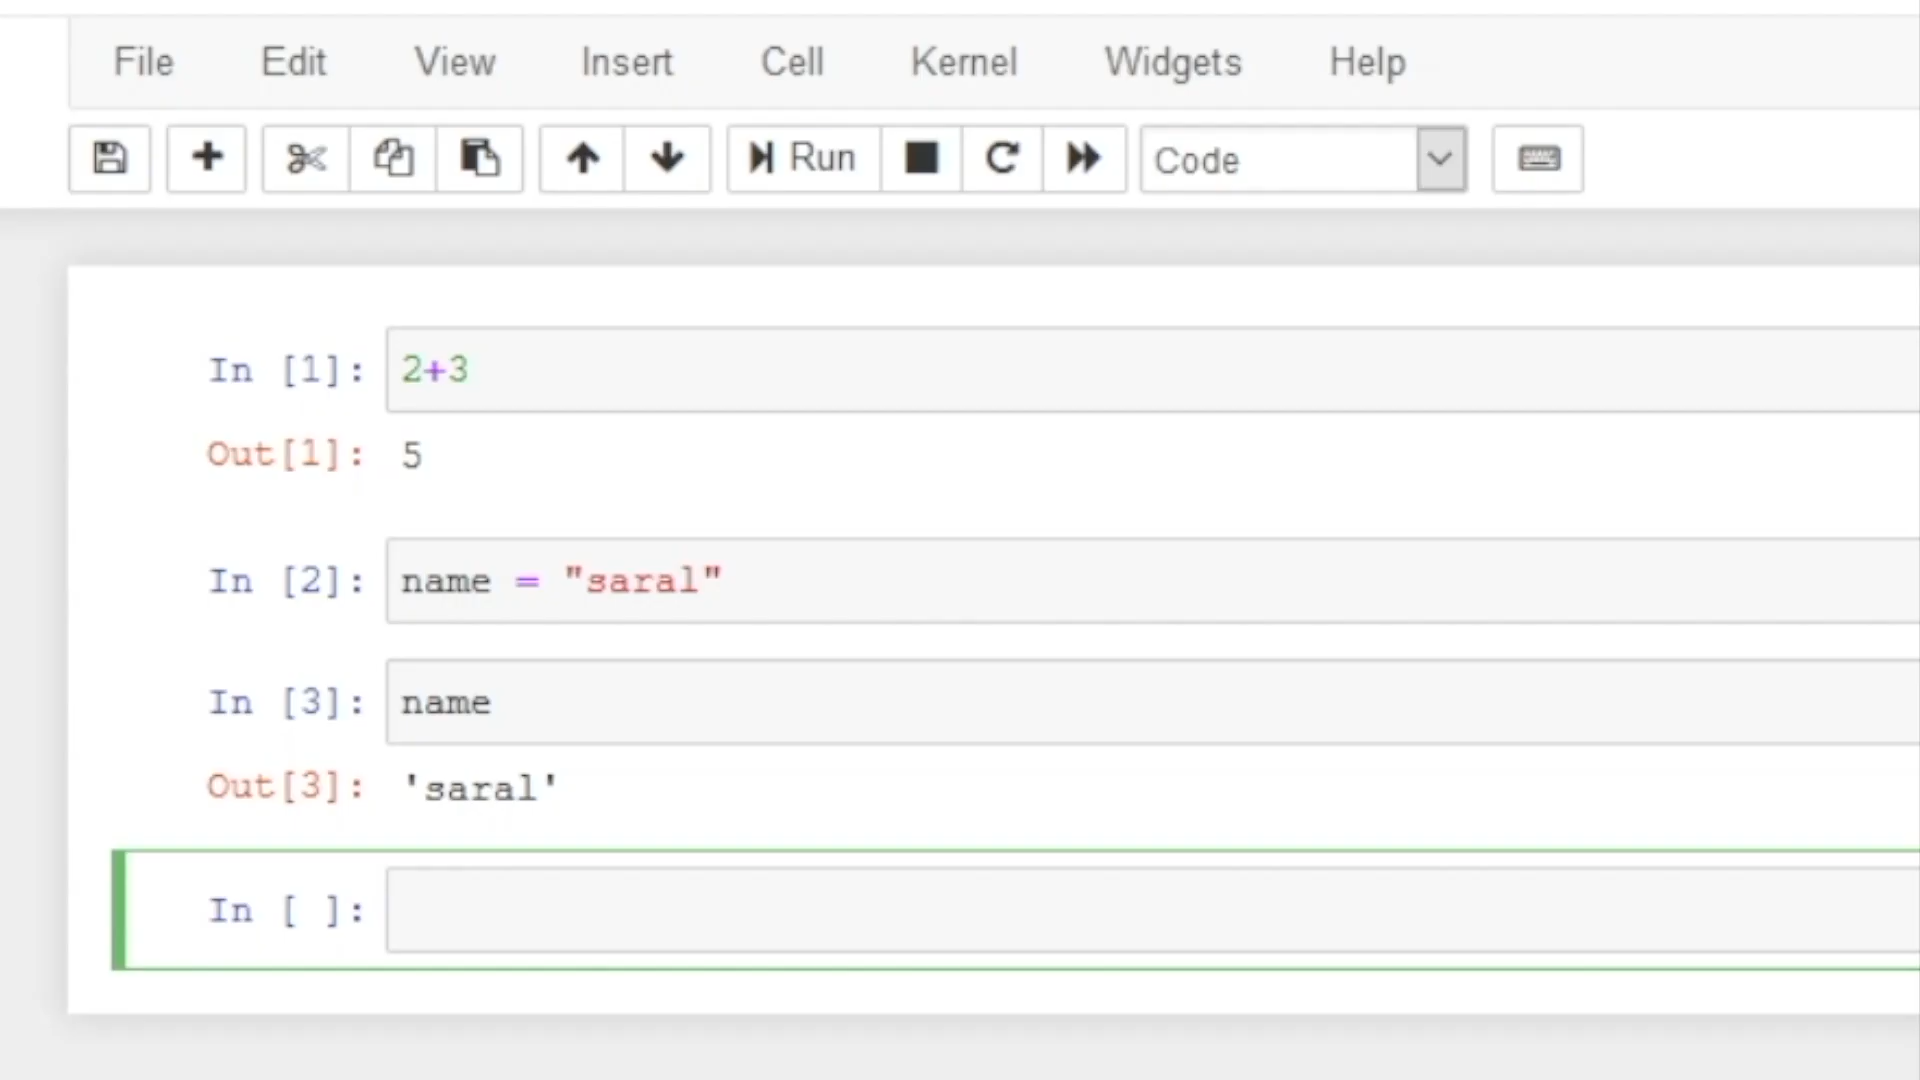 File Edit View Insert Cell Kernel Widgets Help
Run Code
In [1]: 2+3
Out[1]: 5
In [2]: name = "saral"
In [3]: name
Out[3]: 'saral'
In [ ]: